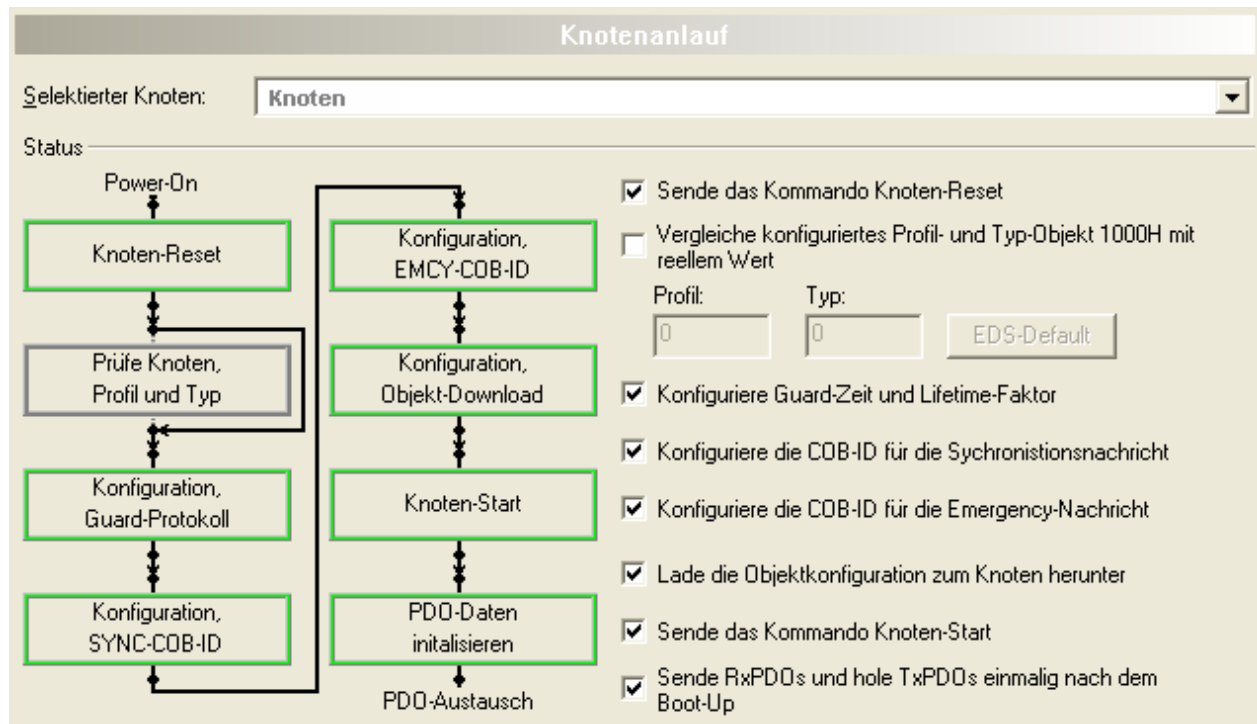 Knotenanlauf
Selektierter Knoten:
Knoten
Status
Power-On
Knoten-Reset
Prüfe Knoten,
Profil und Typ
Konfiguration,
Guard-Protokoll
Konfiguration,
SYNC-COB-ID
Konfiguration,
EMCY-COB-ID
Konfiguration,
Objekt-Download
Knoten-Start
PDO-Daten
initalisieren
PDO-Austausch
Sende das Kommando Knoten-Reset
Vergleiche konfiguriertes Profil- und Typ-Objekt 1000H mit
reellem Wert
Profil:
Typ:
0
0
EDS-Default
Konfiguriere Guard-Zeit und Lifetime-Faktor
Konfiguriere die COB-ID für die Sychronistionsnachricht
Konfiguriere die COB-ID für die Emergency-Nachricht
Lade die Objektkonfiguration zum Knoten herunter
Sende das Kommando Knoten-Start
Sende RxPDOs und hole TxPDOs einmalig nach dem
Boot-Up